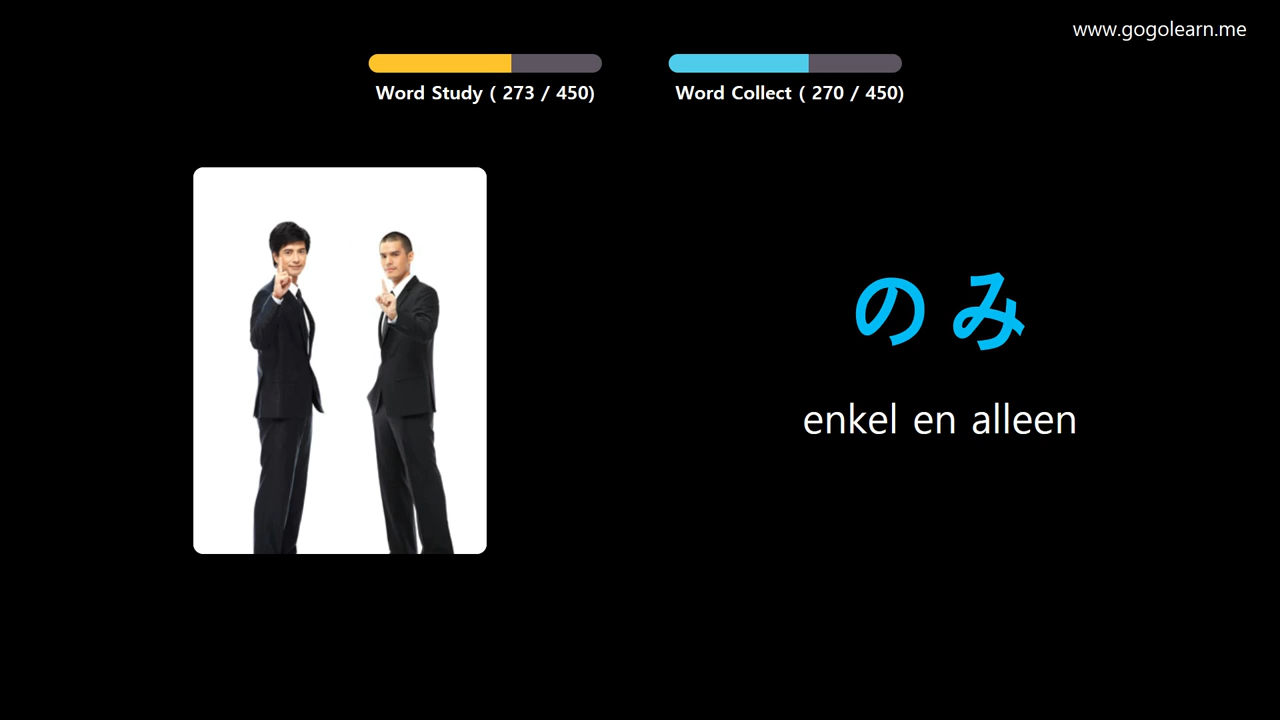 www.gogolearn.me
Word Study ( 273 / 450)
Word Collect ( 270 / 450)
のみ
enkel en alleen